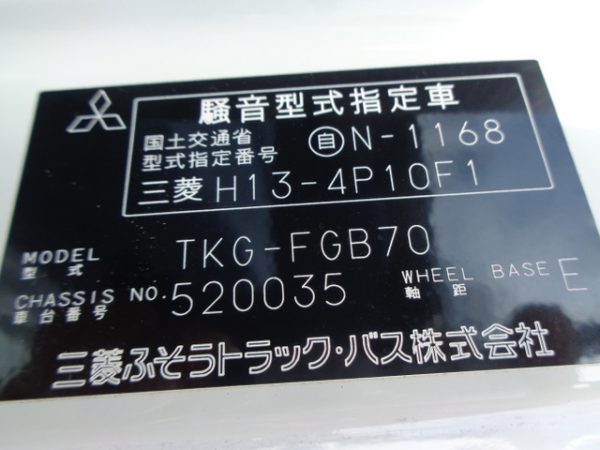 騒音型式指定車
国土交通省
型式指定番号 自N-1168
三菱 H13-4P10F1
MODEL TKG-FGB70
型式
CHASSIS NO. 520035 WHEEL BASE E
車台番号 軸距
三菱ふそうトラック・バス株式会社